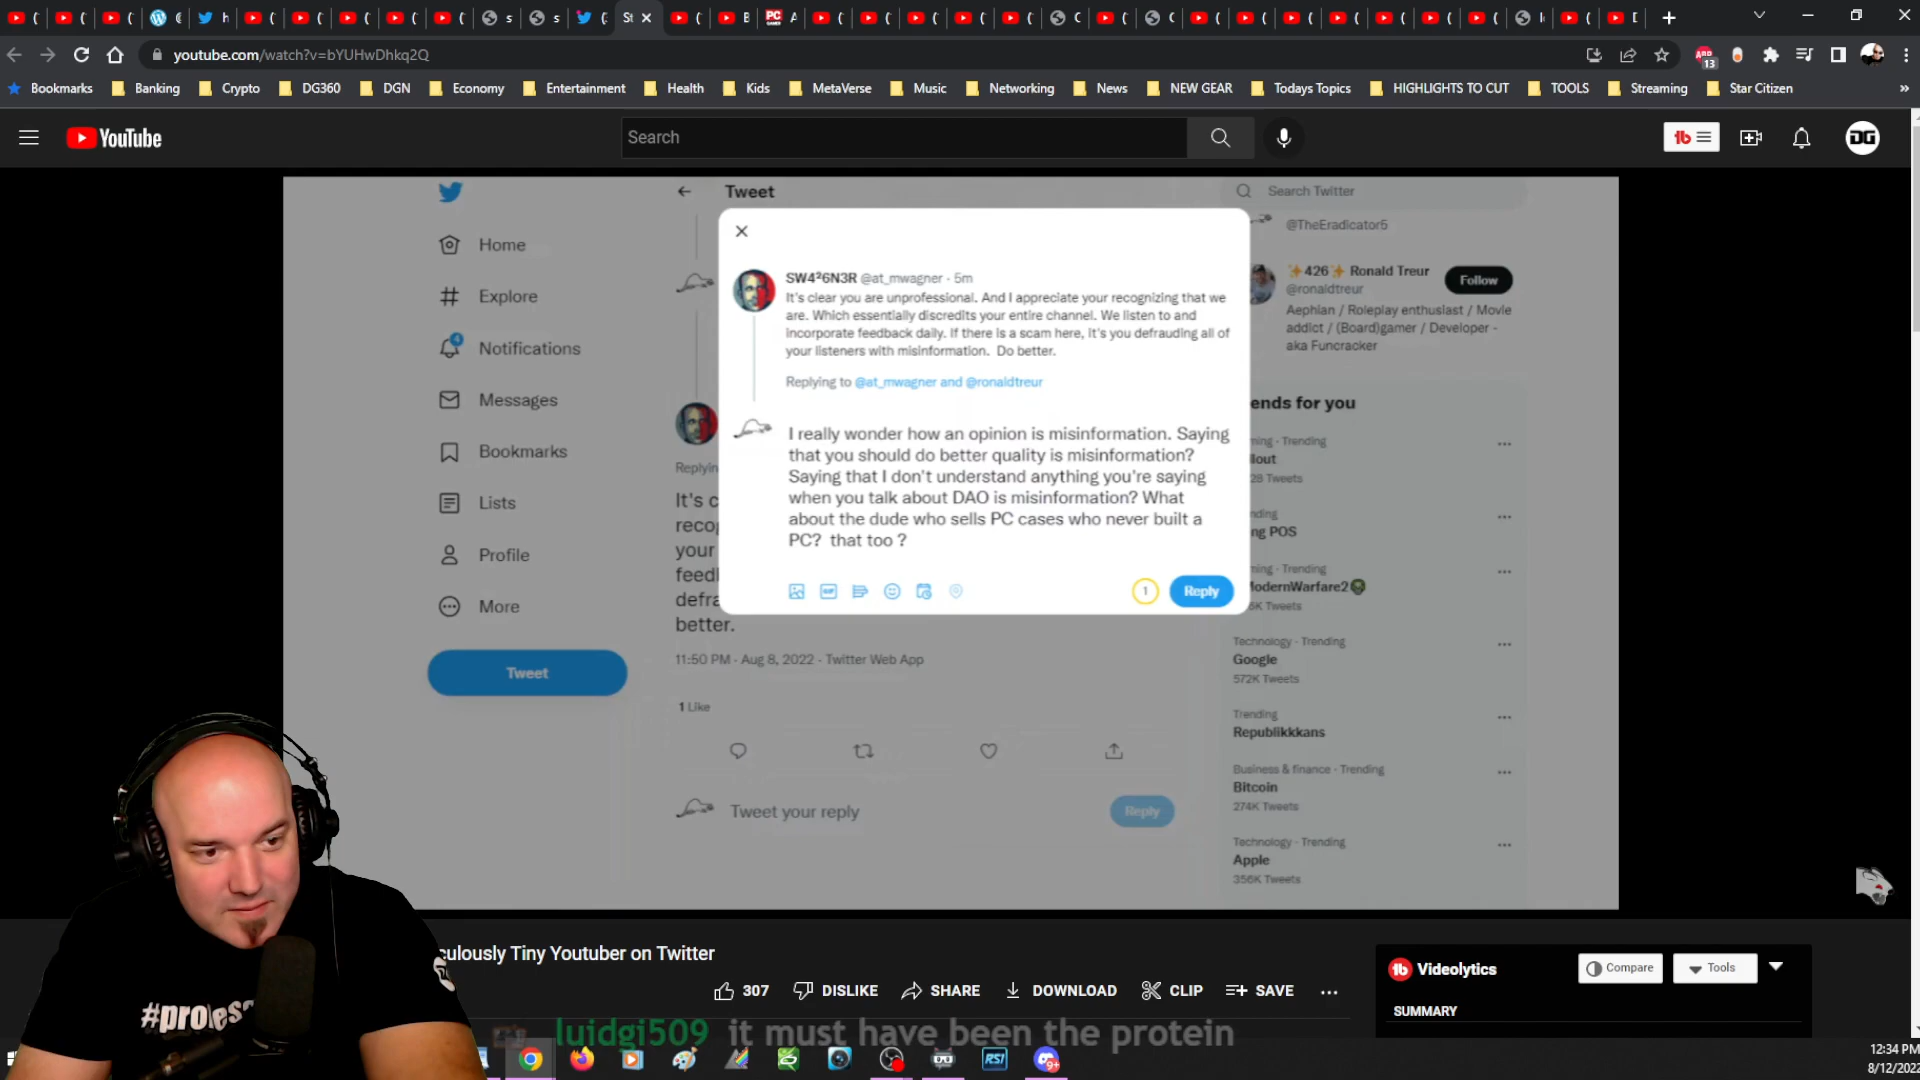 youtube.com/watch?v=bYUHwDhkq2Q
Bookmarks
Banking
Crypto
DG360
DGN
Economy
Entertainment
Health
Kids
MetaVerse
Music
Networking
News
NEW GEAR
Todays Topics
HIGHLIGHTS TO CUT
TOOLS
Streaming
Star Citizen
YouTube
Search
DG
Home
Explore
Notifications
Messages
Bookmarks
Lists
Profile
More
Tweet
Tweet
Search Twitter
@TheEradicator5
426 Ronald Treur
@ronaldtreur
Follow
Aephian / Roleplay enthusiast / Movie
addict / (Board)gamer / Developer -
aka Funcracker
SW4²6N3R @at_mwagner · 5m
It's clear you are unprofessional. And I appreciate your recognizing that we
are. Which essentially discredits your entire channel. We listen to and
incorporate feedback daily. If there is a scam here, it's you defrauding all of
your listeners with misinformation. Do better.
Replying to @at_mwagner and @ronaldtreur
I really wonder how an opinion is misinformation. Saying
that you should do better quality is misinformation?
Saying that I don't understand anything you're saying
when you talk about DAO is misinformation? What
about the dude who sells PC cases who never built a
PC? that too ?
1
Reply
Replying
It's c
recog
your
feedl
defra
better.
11:50 PM · Aug 8, 2022 · Twitter Web App
1 Like
Tweet your reply
Reply
ends for you
ming · Trending
llout
28 Tweets
nding
ng POS
ming · Trending
ModernWarfare2
5K Tweets
Technology · Trending
Google
572K Tweets
Trending
Republikkkans
Business & finance · Trending
Bitcoin
274K Tweets
Technology · Trending
Apple
356K Tweets
culously Tiny Youtuber on Twitter
307
DISLIKE
SHARE
DOWNLOAD
CLIP
SAVE
Videolytics
Compare
Tools
SUMMARY
luidgi509 it must have been the protein
12:34 PM
8/12/2022